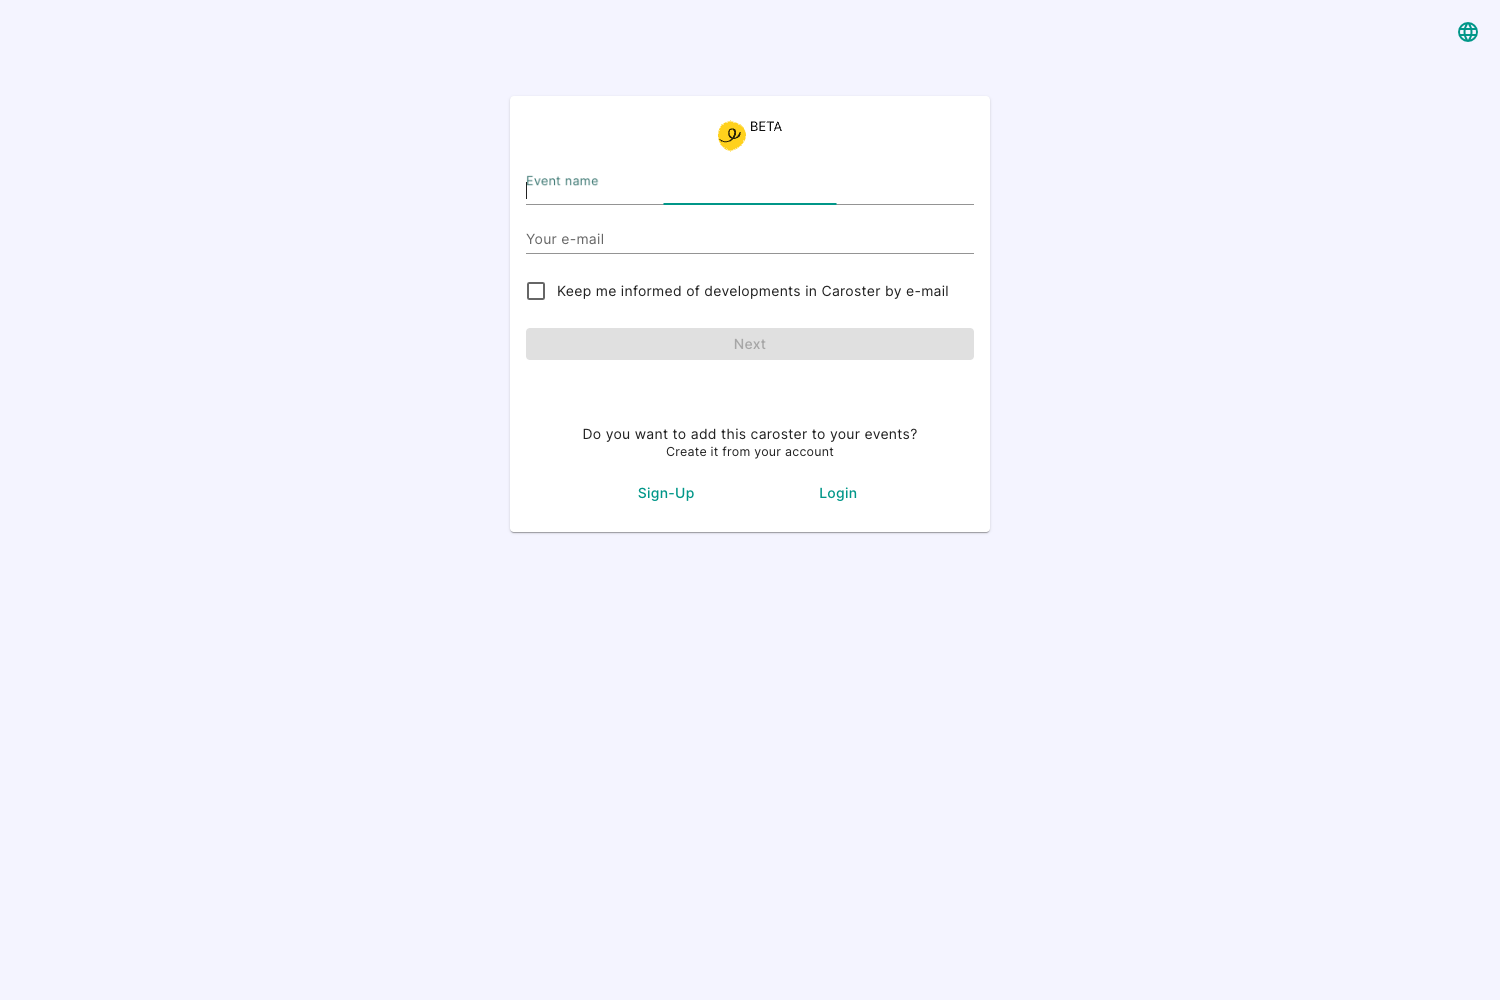 BETA
Event name
Your e-mail
Keep me informed of developments in Caroster by e-mail
Next
Do you want to add this caroster to your events?
Create it from your account
Sign-Up
Login